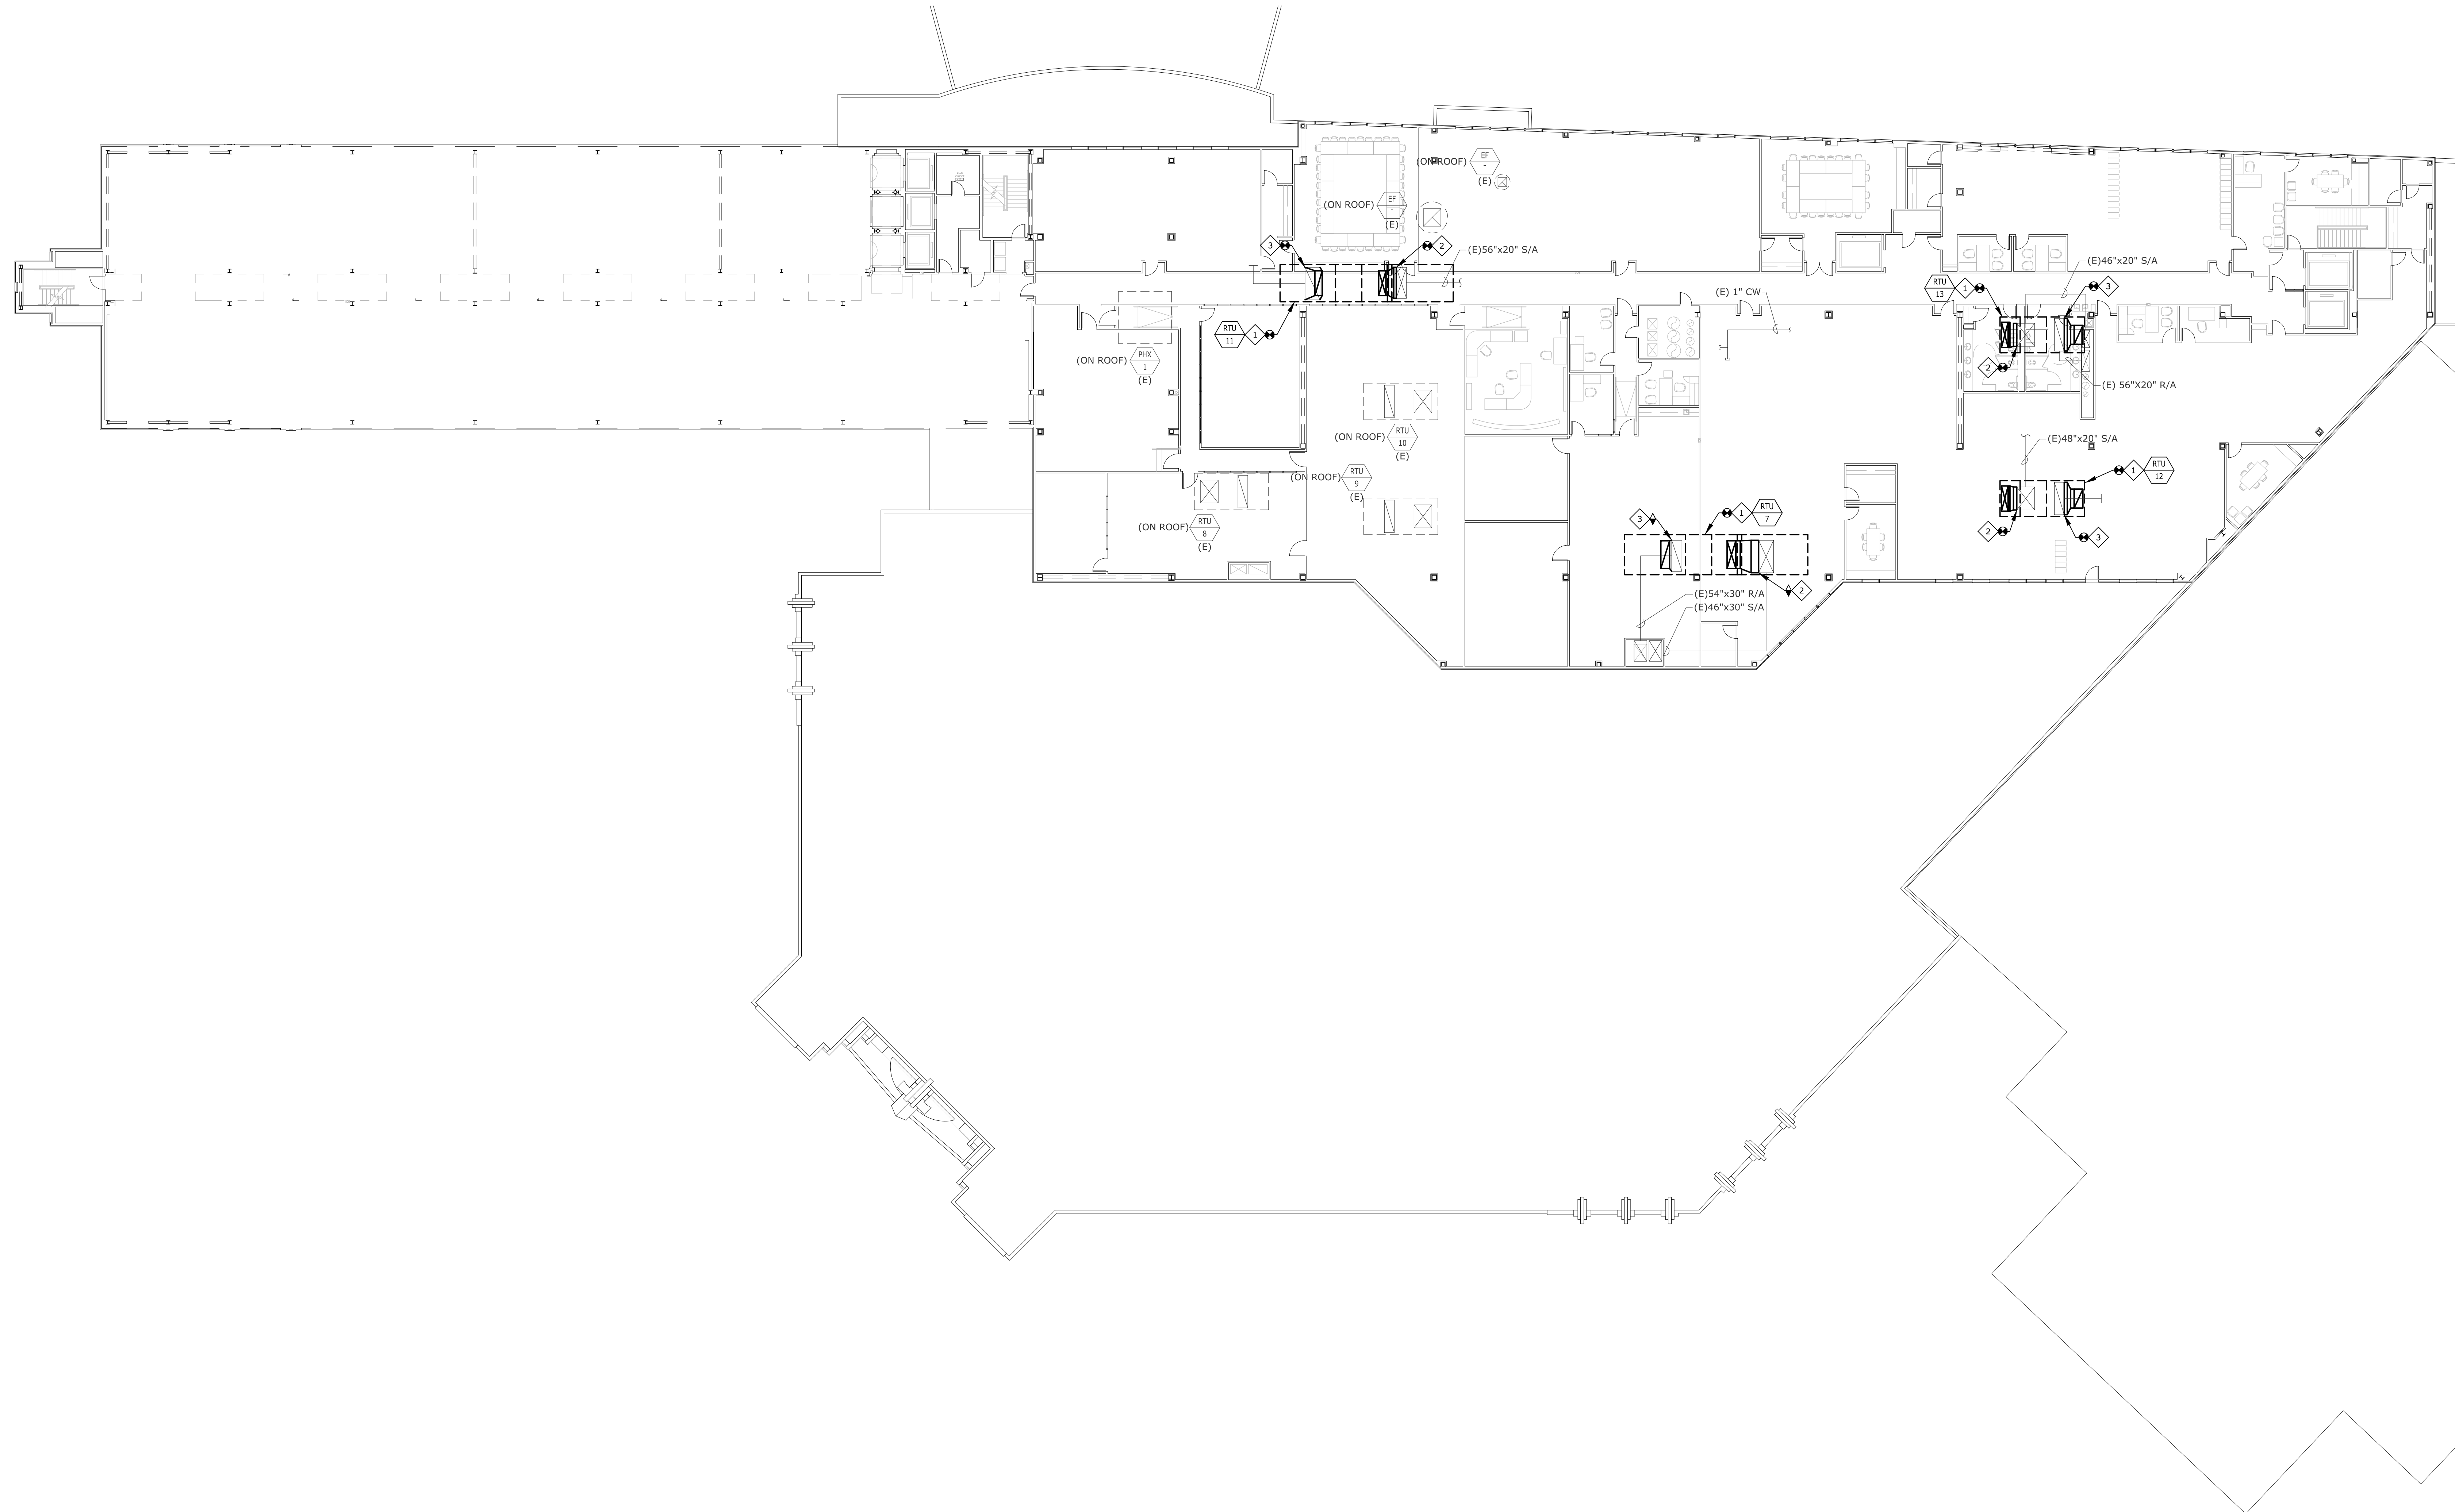 (ON ROOF)
EF
-
(E)
(ON ROOF)
EF
-
(E)
3
2
(E)56"x20" S/A
(E)46"x20" S/A
RTU
13
1
3
(E) 1" CW
RTU
11
1
(ON ROOF)
PHX
1
(E)
2
(E) 56"X20" R/A
(ON ROOF)
RTU
10
(E)
(E)48"x20" S/A
(ON ROOF)
RTU
9
(E)
1
RTU
12
(ON ROOF)
RTU
8
(E)
3
1
RTU
7
2
3
2
(E)54"x30" R/A
(E)46"x30" S/A